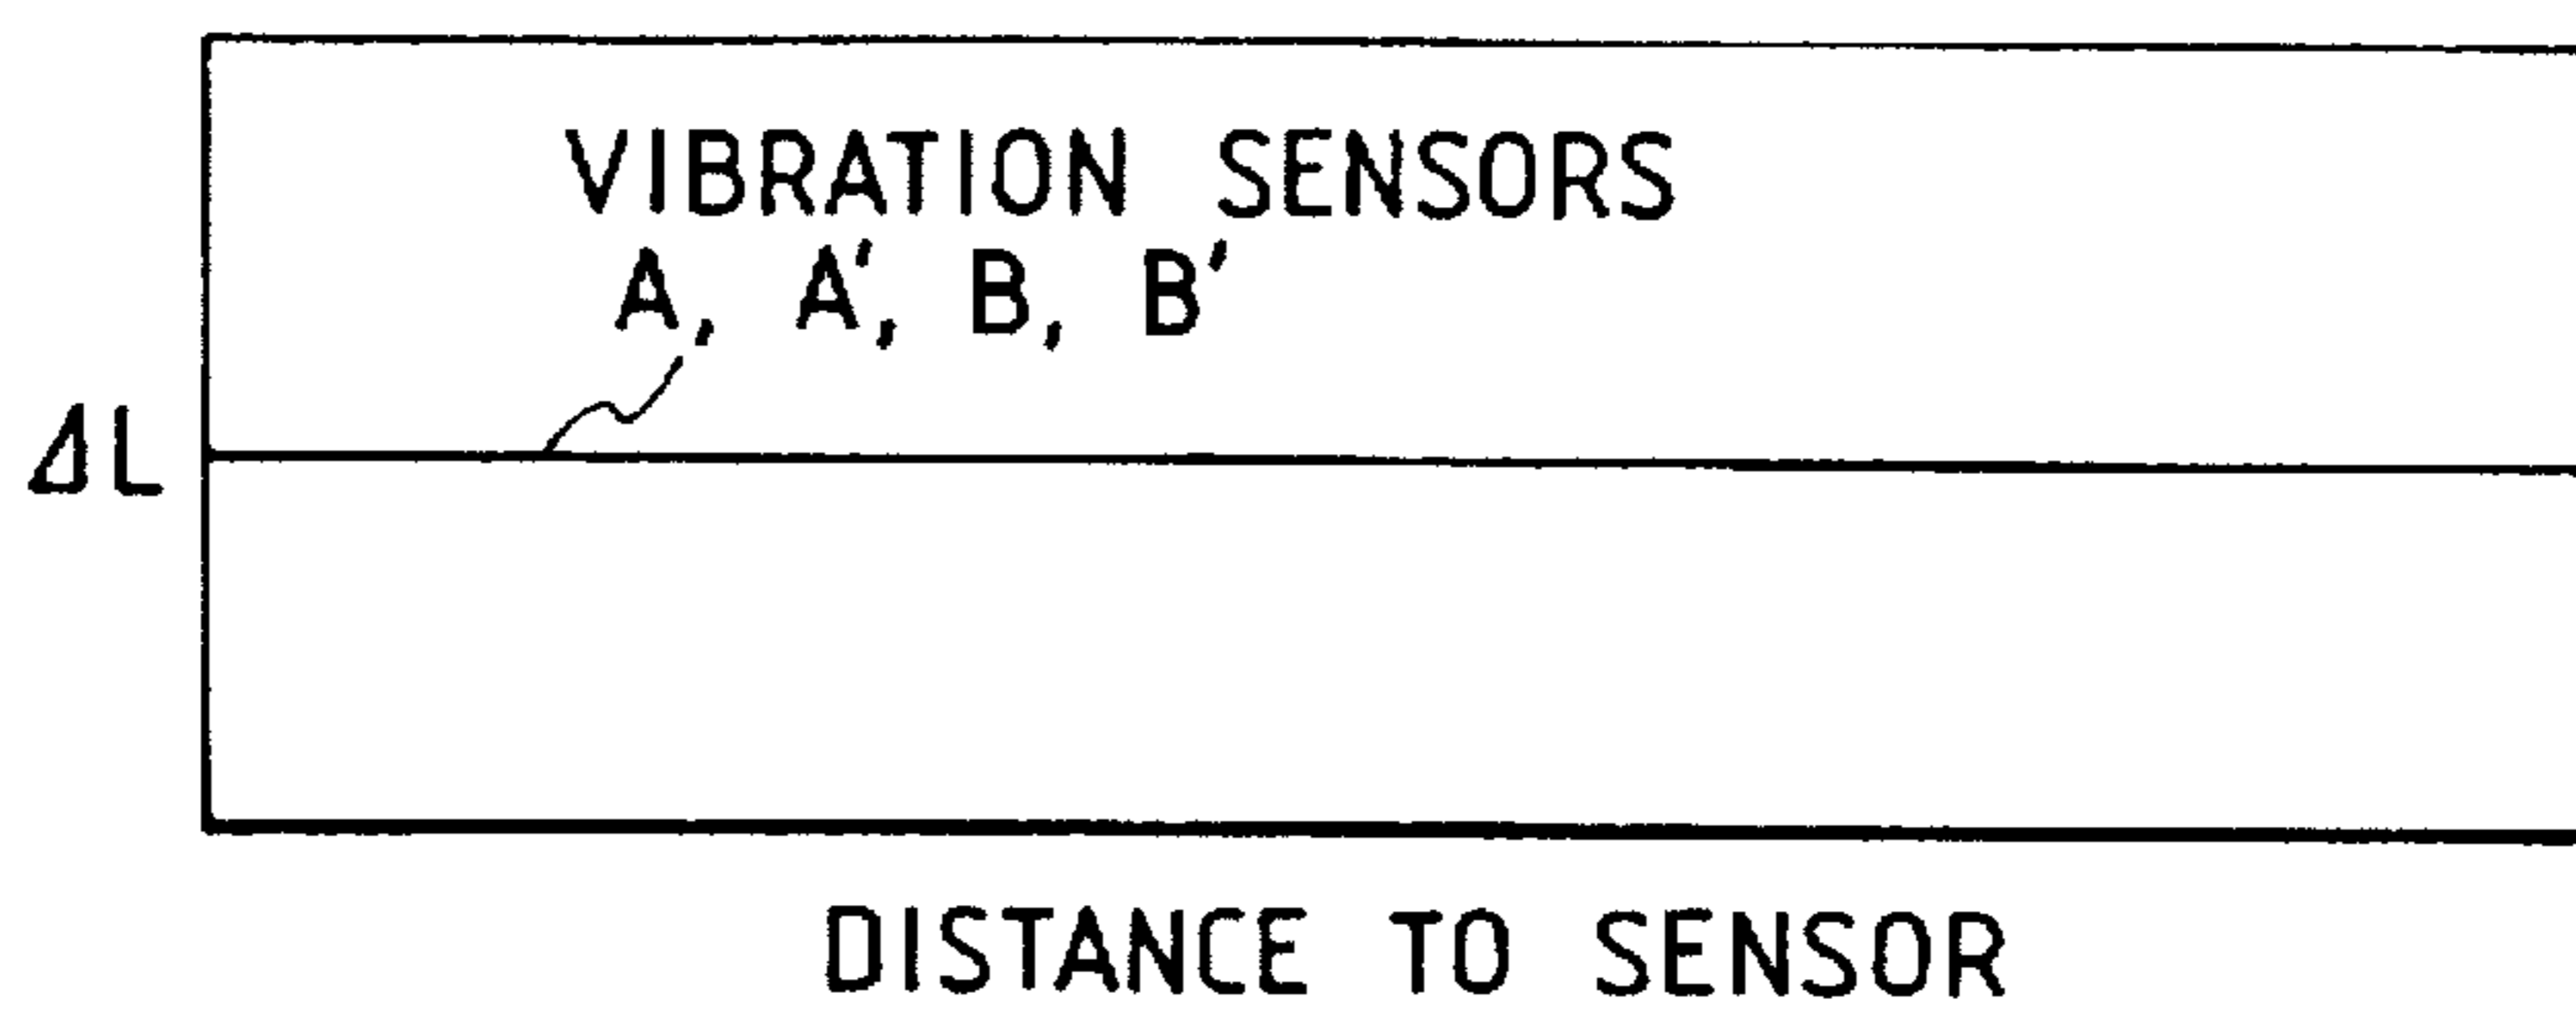 VIBRATION SENSORS
A, A', B, B'
ΔL
DISTANCE TO SENSOR